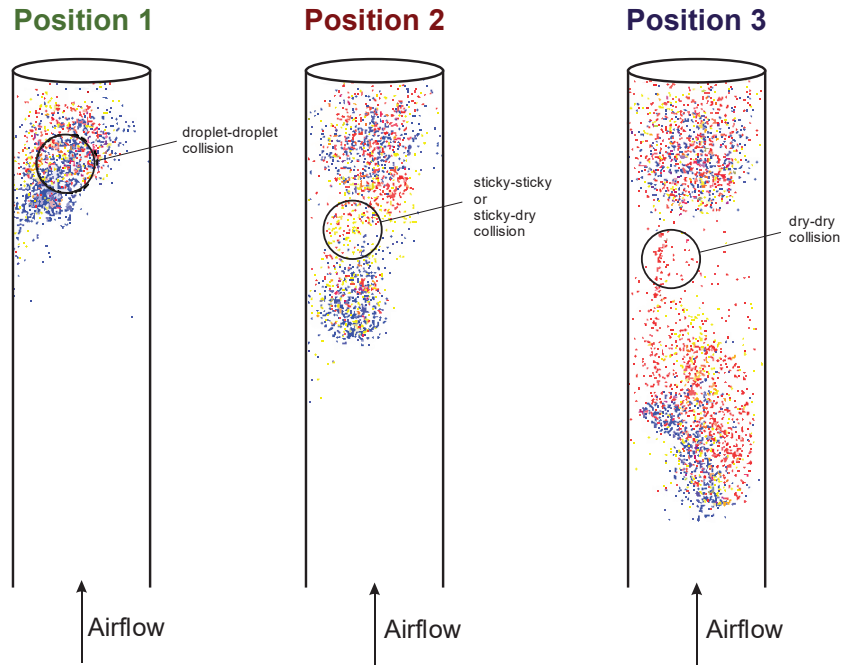 Position 1
Position 2
Position 3
droplet-droplet
collision
sticky-sticky
or
sticky-dry
collision
dry-dry
collision
Airflow
Airflow
Airflow